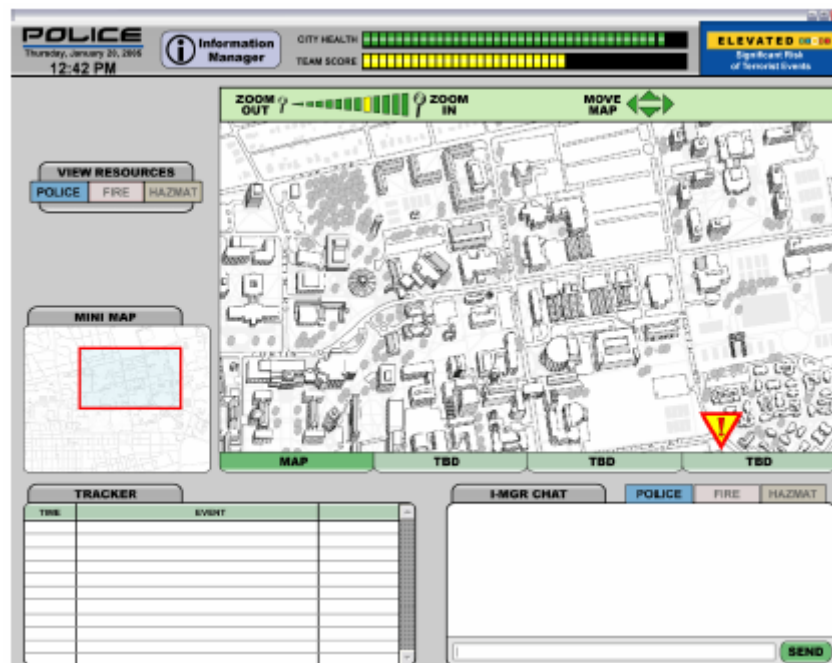 POLICE
Thursday, January 20, 2005
12:42 PM
Information
Manager
CITY HEALTH
TEAM SCORE
ELEVATED
Significant Risk
of Terrorist Events
ZOOM
OUT
ZOOM
IN
MOVE
MAP
VIEW RESOURCES
POLICE FIRE HAZMAT
MINI MAP
CURTIN
MAP TBD TBD TBD
TRACKER
TIME EVENT
I-MGR CHAT POLICE FIRE HAZMAT
SEND